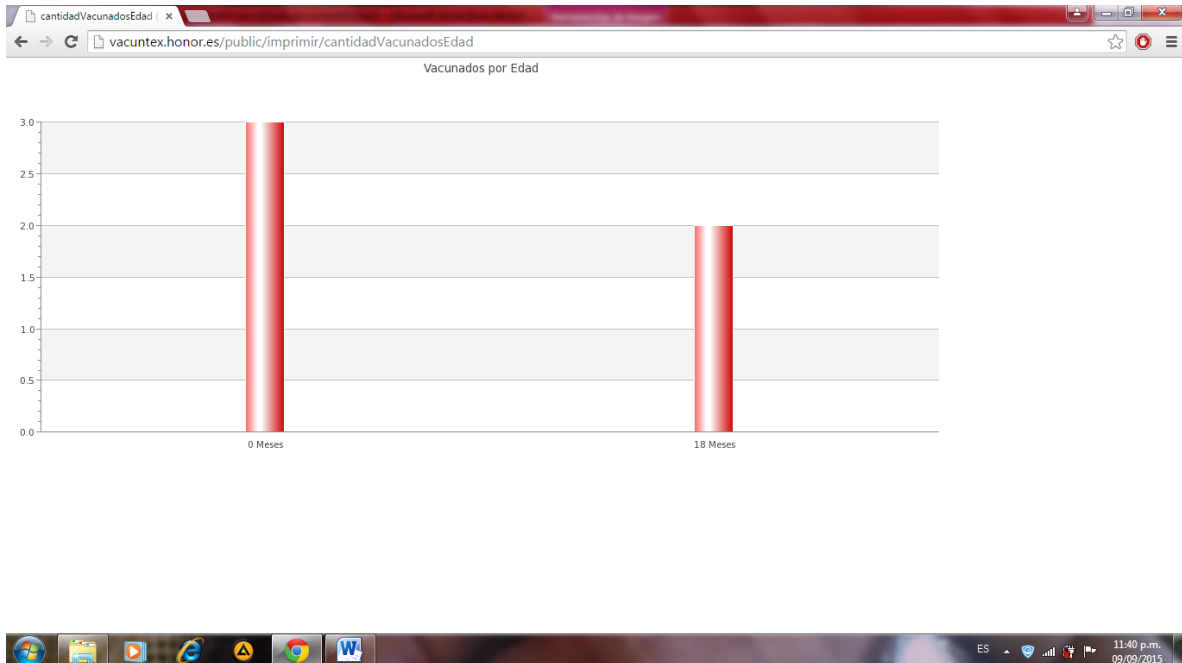 cantidadVacunadosEdad (
vacuntex.honor.es/public/imprimir/cantidadVacunadosEdad
Vacunados por Edad
3.0
2.5
2.0
1.5
1.0
0.5
0.0
0 Meses
18 Meses
ES
11:40 p.m.
09/09/2015